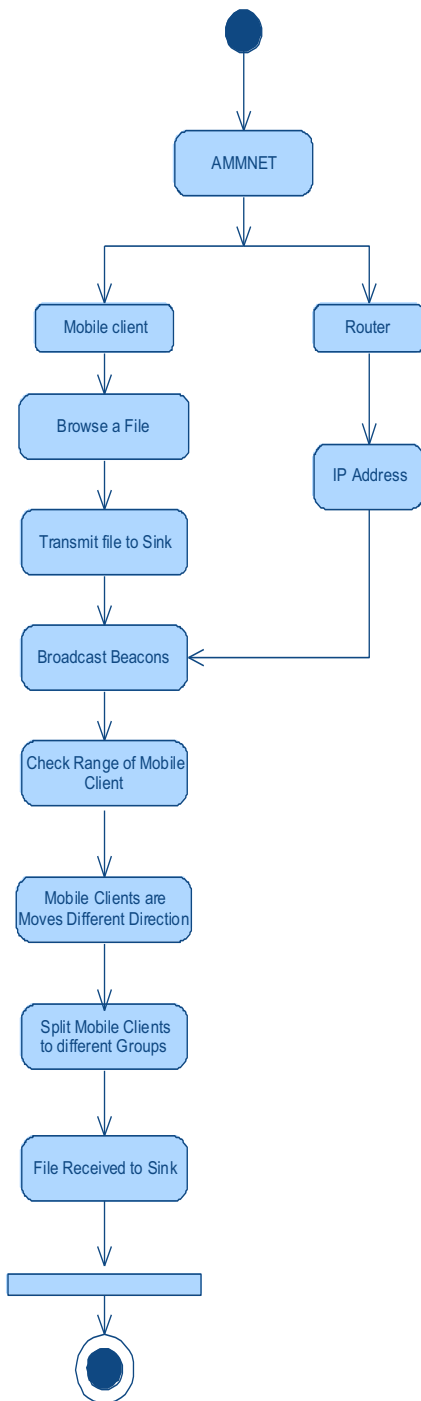 AMMNET
Mobile client
Router
Browse a File
IP Address
Transmit file to Sink
Broadcast Beacons
Check Range of Mobile
Client
Mobile Clients are
Moves Different Direction
Split Mobile Clients
to different Groups
File Received to Sink